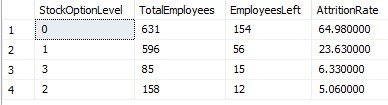 StockOptionLevel TotalEmployees EmployeesLeft AttritionRate
1 0 631 154 64.980000
2 1 596 56 23.630000
3 3 85 15 6.330000
4 2 158 12 5.060000